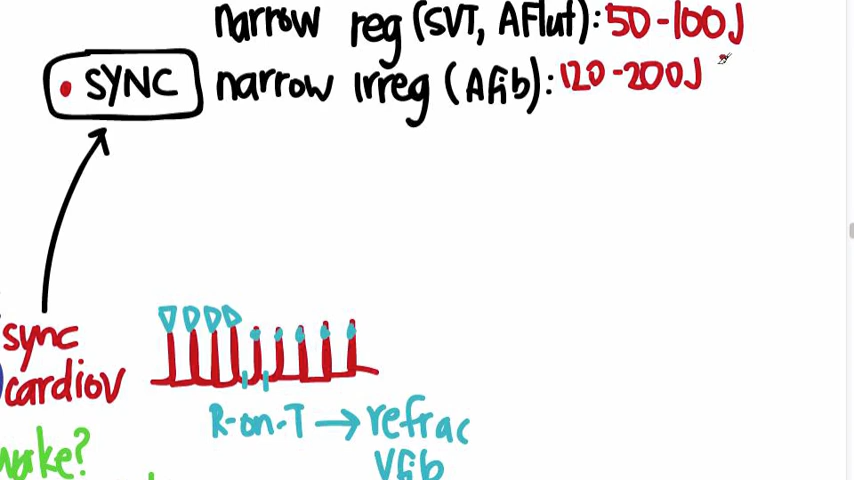 narrow reg (SVT, AFlut): 50-100J
SYNC narrow irreg (Afib): 120-200J
sync
cardiov
R-on-T → refrac
Vfib